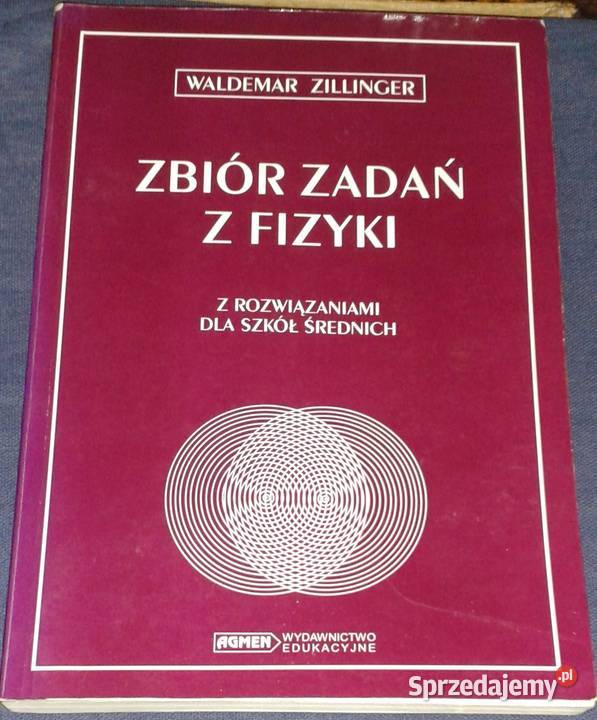 WALDEMAR ZILLINGER
ZBIÓR ZADAŃ
Z FIZYKI
Z ROZWIĄZANIAMI
DLA SZKÓŁ ŚREDNICH
AGMEN WYDAWNICTWO
EDUKACYJNE
Sprzedajemy.pl